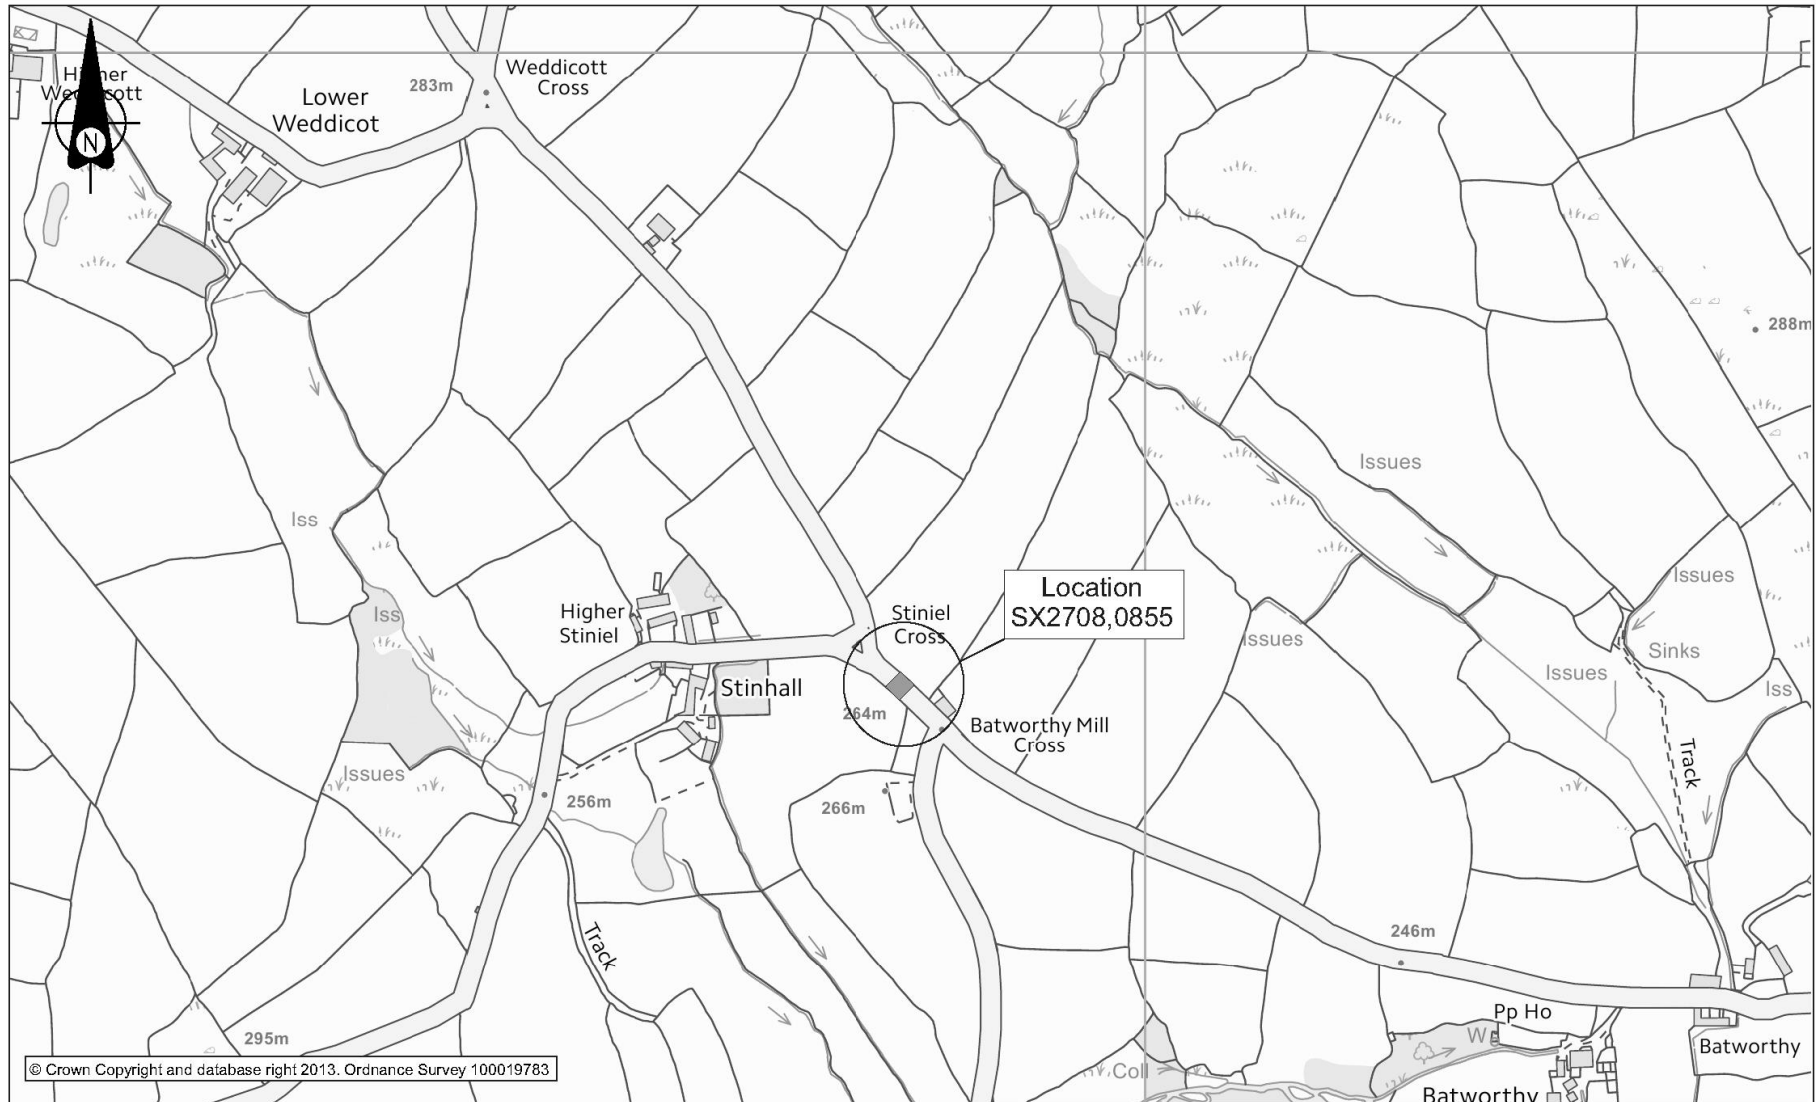 Higher
Weddicott
N
Lower
Weddicot
283m
Weddicott
Cross
288m
Issues
Iss
Issues
Location
SX2708,0855
Higher
Stiniel
Stiniel
Cross
Iss
Issues
Sinks
Issues
Issues
Stinhall
Iss
264m
Batworthy Mill
Cross
Track
Issues
256m
266m
Track
246m
295m
Pp Ho
W
Batworthy
Coll
Batworthy
© Crown Copyright and database right 2013. Ordnance Survey 100019783